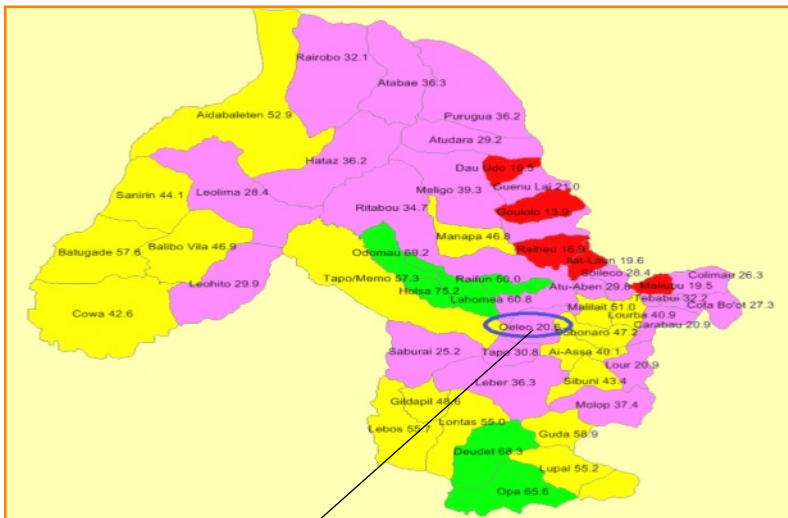 Rairobo 32.1
Atabae 36.3
Aidabaleten 52.9
Purugua 36.2
Atudara 29.2
Hataz 36.2
Dau Udo 16.5
Guenu Lai 21.0
Leolima 28.4
Meligo 39.3
Sanirin 44.1
Ritabou 34.7
Goulolo 13.9
Manapa 46.8
Balibo Vila 46.9
Batugade 57.6
Odomau 69.2
Raiheu 16.9
Ilat-Laun 19.6
Soileco 28.4
Colimau 26.3
Leohito 29.9
Tapo/Memo 57.3
Raifun 60.0
Holsa 75.2
Atu-Aben 29.8
Maliubu 19.5
Tebabui 32.2
Lahomea 60.8
Cota Bo'ot 27.3
Malilait 51.0
Lourba 40.9
Cowa 42.6
Carabau 20.9
Oeleo 20.6
Bobonaro 47.2
Saburai 25.2
Tapo 30.8
Ai-Assa 40.1
Lour 20.9
Leber 36.3
Sibuni 43.4
Gildapil 48.6
Molop 37.4
Lontas 55.0
Lebos 55.7
Guda 58.9
Deudet 68.3
Lupal 55.2
Opa 65.6